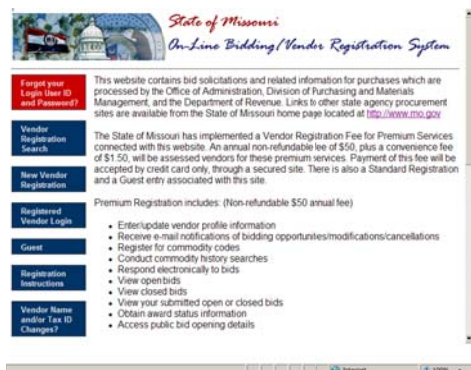 State of Missouri
On-Line Bidding/Vendor Registration System
Forgot your
Login User ID
and Password?
Vendor
Registration
Search
New Vendor
Registration
Registered
Vendor Login
Guest
Registration
Instructions
Vendor Name
and/or Tax ID
Changes?
This website contains bid solicitations and related information for purchases which are
processed by the Office of Administration, Division of Purchasing and Materials
Management, and the Department of Revenue. Links to other state agency procurement
sites are available from the State of Missouri home page located at http://www.mo.gov
The State of Missouri has implemented a Vendor Registration Fee for Premium Services
connected with this website. An annual non-refundable fee of $50, plus a convenience fee
of $1.50, will be assessed vendors for these premium services. Payment of this fee will be
accepted by credit card only, through a secured site. There is also a Standard Registration
and a Guest entry associated with this site.
Premium Registration includes: (Non-refundable $50 annual fee)
• Enter/update vendor profile information
• Receive e-mail notifications of bidding opportunities/modifications/cancellations
• Register for commodity codes
• Conduct commodity history searches
• Respond electronically to bids
• View open bids
• View closed bids
• View your submitted open or closed bids
• Obtain award status information
• Access public bid opening details